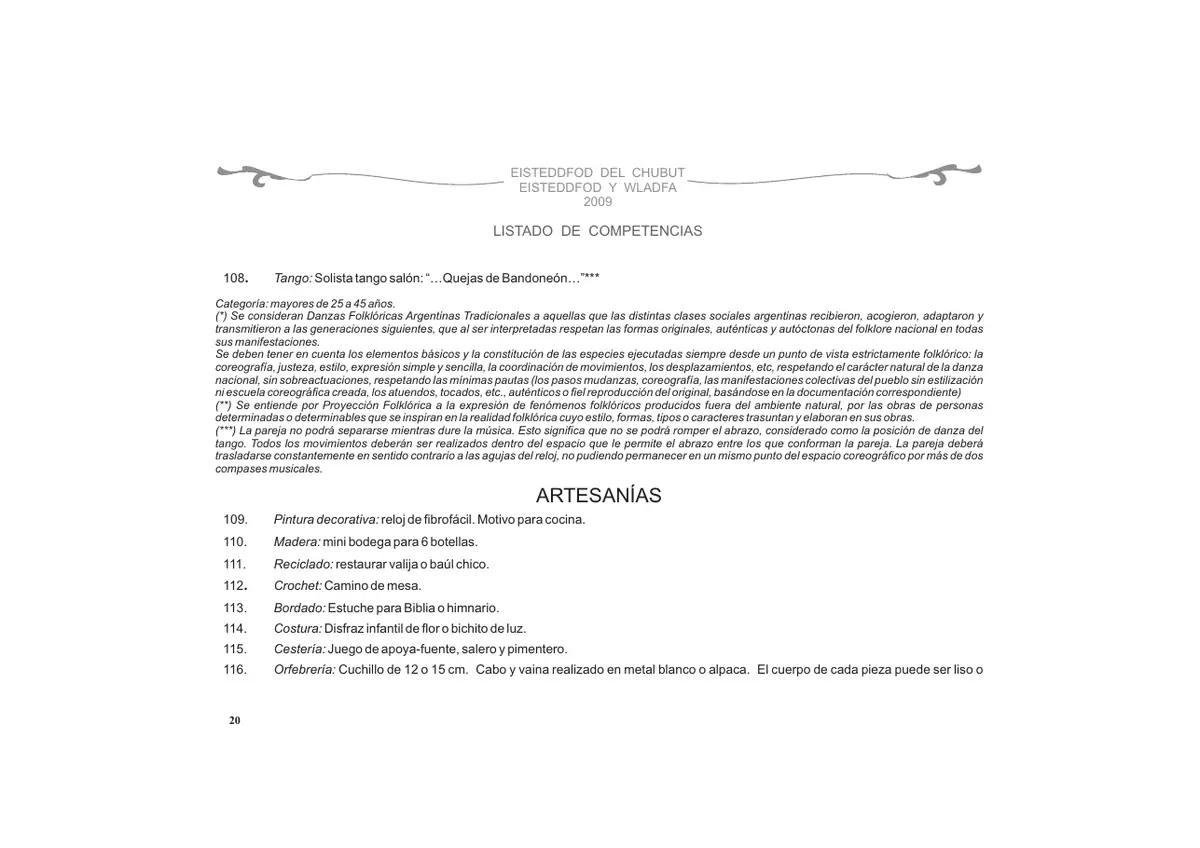 EISTEDDFOD DEL CHUBUT
EISTEDDFOD Y WLADFA
2009
LISTADO DE COMPETENCIAS
108. Tango: Solista tango salón: “…Quejas de Bandoneón…”***
Categoría: mayores de 25 a 45 años.
(*) Se consideran Danzas Folklóricas Argentinas Tradicionales a aquellas que las distintas clases sociales argentinas recibieron, acogieron, adaptaron y
transmitieron a las generaciones siguientes, que al ser interpretadas respetan las formas originales, auténticas y autóctonas del folklore nacional en todas
sus manifestaciones.
Se deben tener en cuenta los elementos básicos y la constitución de las especies ejecutadas siempre desde un punto de vista estrictamente folklórico: la
coreografía, justeza, estilo, expresión simple y sencilla, la coordinación de movimientos, los desplazamientos, etc, respetando el carácter natural de la danza
nacional, sin sobreactuaciones, respetando las mínimas pautas (los pasos mudanzas, coreografía, las manifestaciones colectivas del pueblo sin estilización
ni escuela coreográfica creada, los atuendos, tocados, etc., auténticos o fiel reproducción del original, basándose en la documentación correspondiente)
(**) Se entiende por Proyección Folklórica a la expresión de fenómenos folklóricos producidos fuera del ambiente natural, por las obras de personas
determinadas o determinables que se inspiran en la realidad folklórica cuyo estilo, formas, tipos o caracteres trasuntan y elaboran en sus obras.
(***) La pareja no podrá separarse mientras dure la música. Esto significa que no se podrá romper el abrazo, considerado como la posición de danza del
tango. Todos los movimientos deberán ser realizados dentro del espacio que le permite el abrazo entre los que conforman la pareja. La pareja deberá
trasladarse constantemente en sentido contrario a las agujas del reloj, no pudiendo permanecer en un mismo punto del espacio coreográfico por más de dos
compases musicales.
ARTESANÍAS
109. Pintura decorativa: reloj de fibrofácil. Motivo para cocina.
110. Madera: mini bodega para 6 botellas.
111. Reciclado: restaurar valija o baúl chico.
112. Crochet: Camino de mesa.
113. Bordado: Estuche para Biblia o himnario.
114. Costura: Disfraz infantil de flor o bichito de luz.
115. Cestería: Juego de apoya-fuente, salero y pimentero.
116. Orfebrería: Cuchillo de 12 o 15 cm. Cabo y vaina realizado en metal blanco o alpaca. El cuerpo de cada pieza puede ser liso o
20